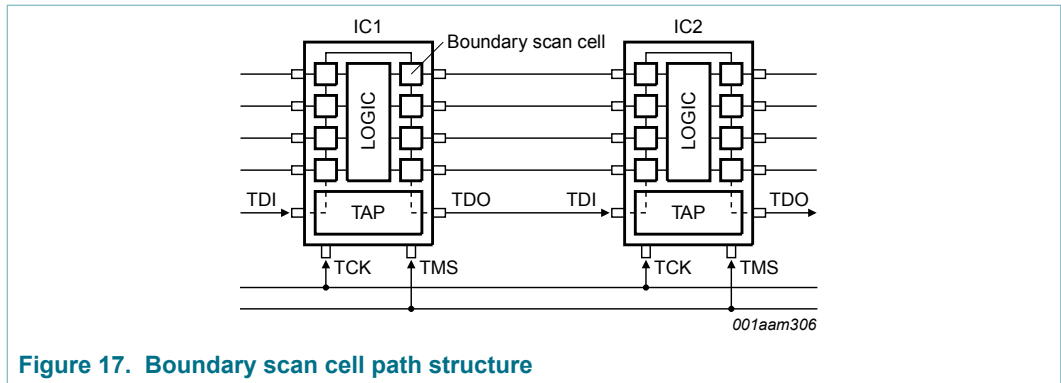 IC1 IC2
Boundary scan cell
LOGIC LOGIC
TDI TAP TDO TDI TAP TDO
TCK TMS TCK TMS
001aam306
Figure 17. Boundary scan cell path structure